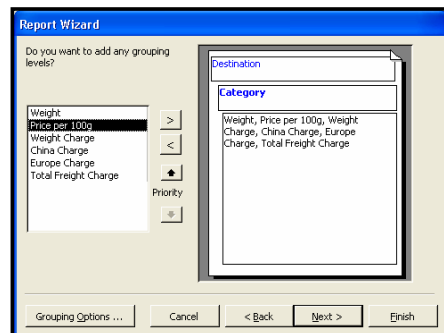 Report Wizard
Do you want to add any grouping
levels?
Weight
Price per 100g
Weight Charge
China Charge
Europe Charge
Total Freight Charge
>
<
Priority
Destination
Category
Weight, Price per 100g, Weight
Charge, China Charge, Europe
Charge, Total Freight Charge
Grouping Options ...
Cancel
< Back
Next >
Finish